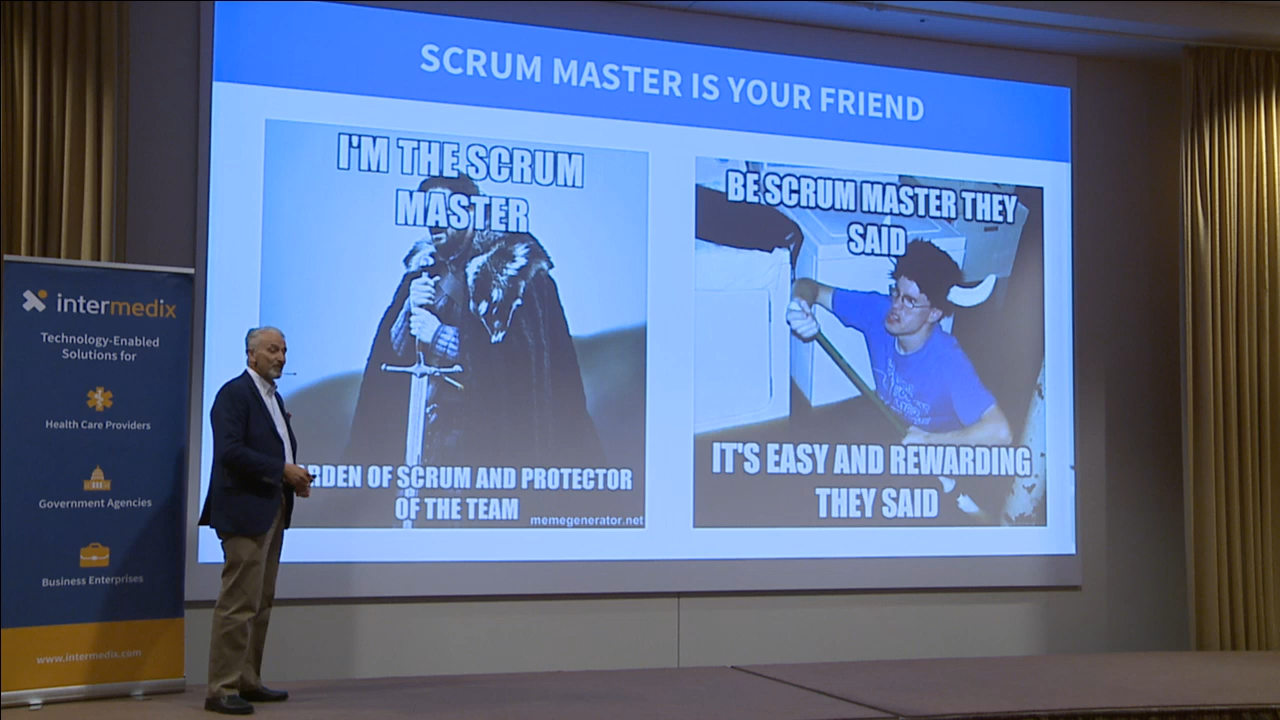 SCRUM MASTER IS YOUR FRIEND
I'M THE SCRUM
MASTER
OF SCRUM AND PROTECTOR
OF THE TEAM
memegenerator.net
BE SCRUM MASTER THEY
SAID
IT'S EASY AND REWARDING
THEY SAID
intermedix
Technology-Enabled
Solutions for
Health Care Providers
Government Agencies
Business Enterprises
www.intermedix.com